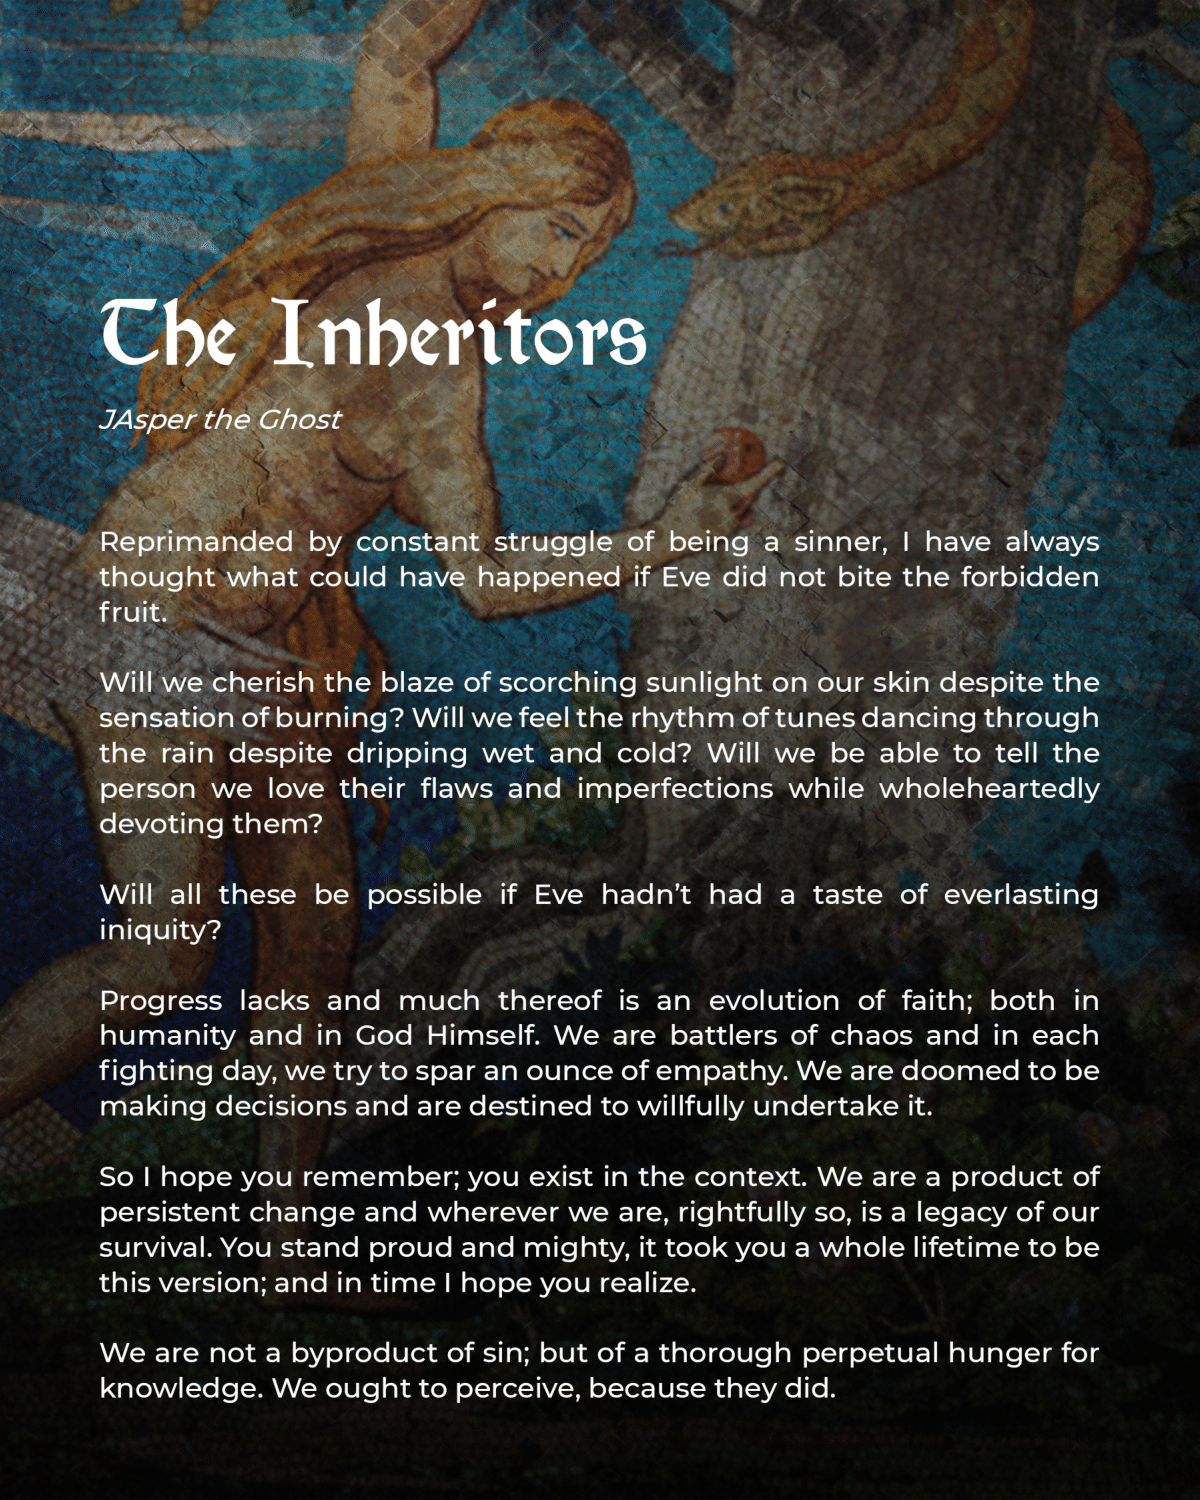 The Inheritors
JAsper the Ghost
Reprimanded by constant struggle of being a sinner, I have always
thought what could have happened if Eve did not bite the forbidden
fruit.
Will we cherish the blaze of scorching sunlight on our skin despite the
sensation of burning? Will we feel the rhythm of tunes dancing through
the rain despite dripping wet and cold? Will we be able to tell the
person we love their flaws and imperfections while wholeheartedly
devoting them?
Will all these be possible if Eve hadn’t had a taste of everlasting
iniquity?
Progress lacks and much thereof is an evolution of faith; both in
humanity and in God Himself. We are battlers of chaos and in each
fighting day, we try to spar an ounce of empathy. We are doomed to be
making decisions and are destined to willfully undertake it.
So I hope you remember; you exist in the context. We are a product of
persistent change and wherever we are, rightfully so, is a legacy of our
survival. You stand proud and mighty, it took you a whole lifetime to be
this version; and in time I hope you realize.
We are not a byproduct of sin; but of a thorough perpetual hunger for
knowledge. We ought to perceive, because they did.